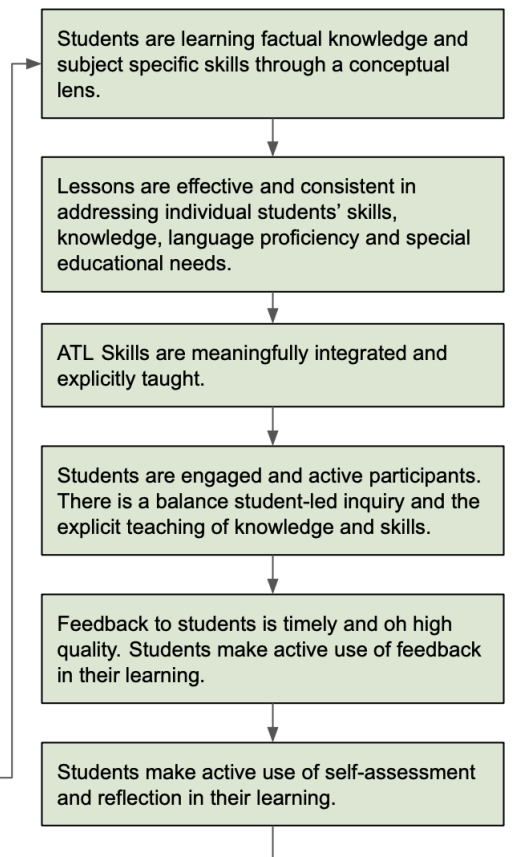 Students are learning factual knowledge and
subject specific skills through a conceptual
lens.
Lessons are effective and consistent in
addressing individual students’ skills,
knowledge, language proficiency and special
educational needs.
ATL Skills are meaningfully integrated and
explicitly taught.
Students are engaged and active participants.
There is a balance student-led inquiry and the
explicit teaching of knowledge and skills.
Feedback to students is timely and oh high
quality. Students make active use of feedback
in their learning.
Students make active use of self-assessment
and reflection in their learning.